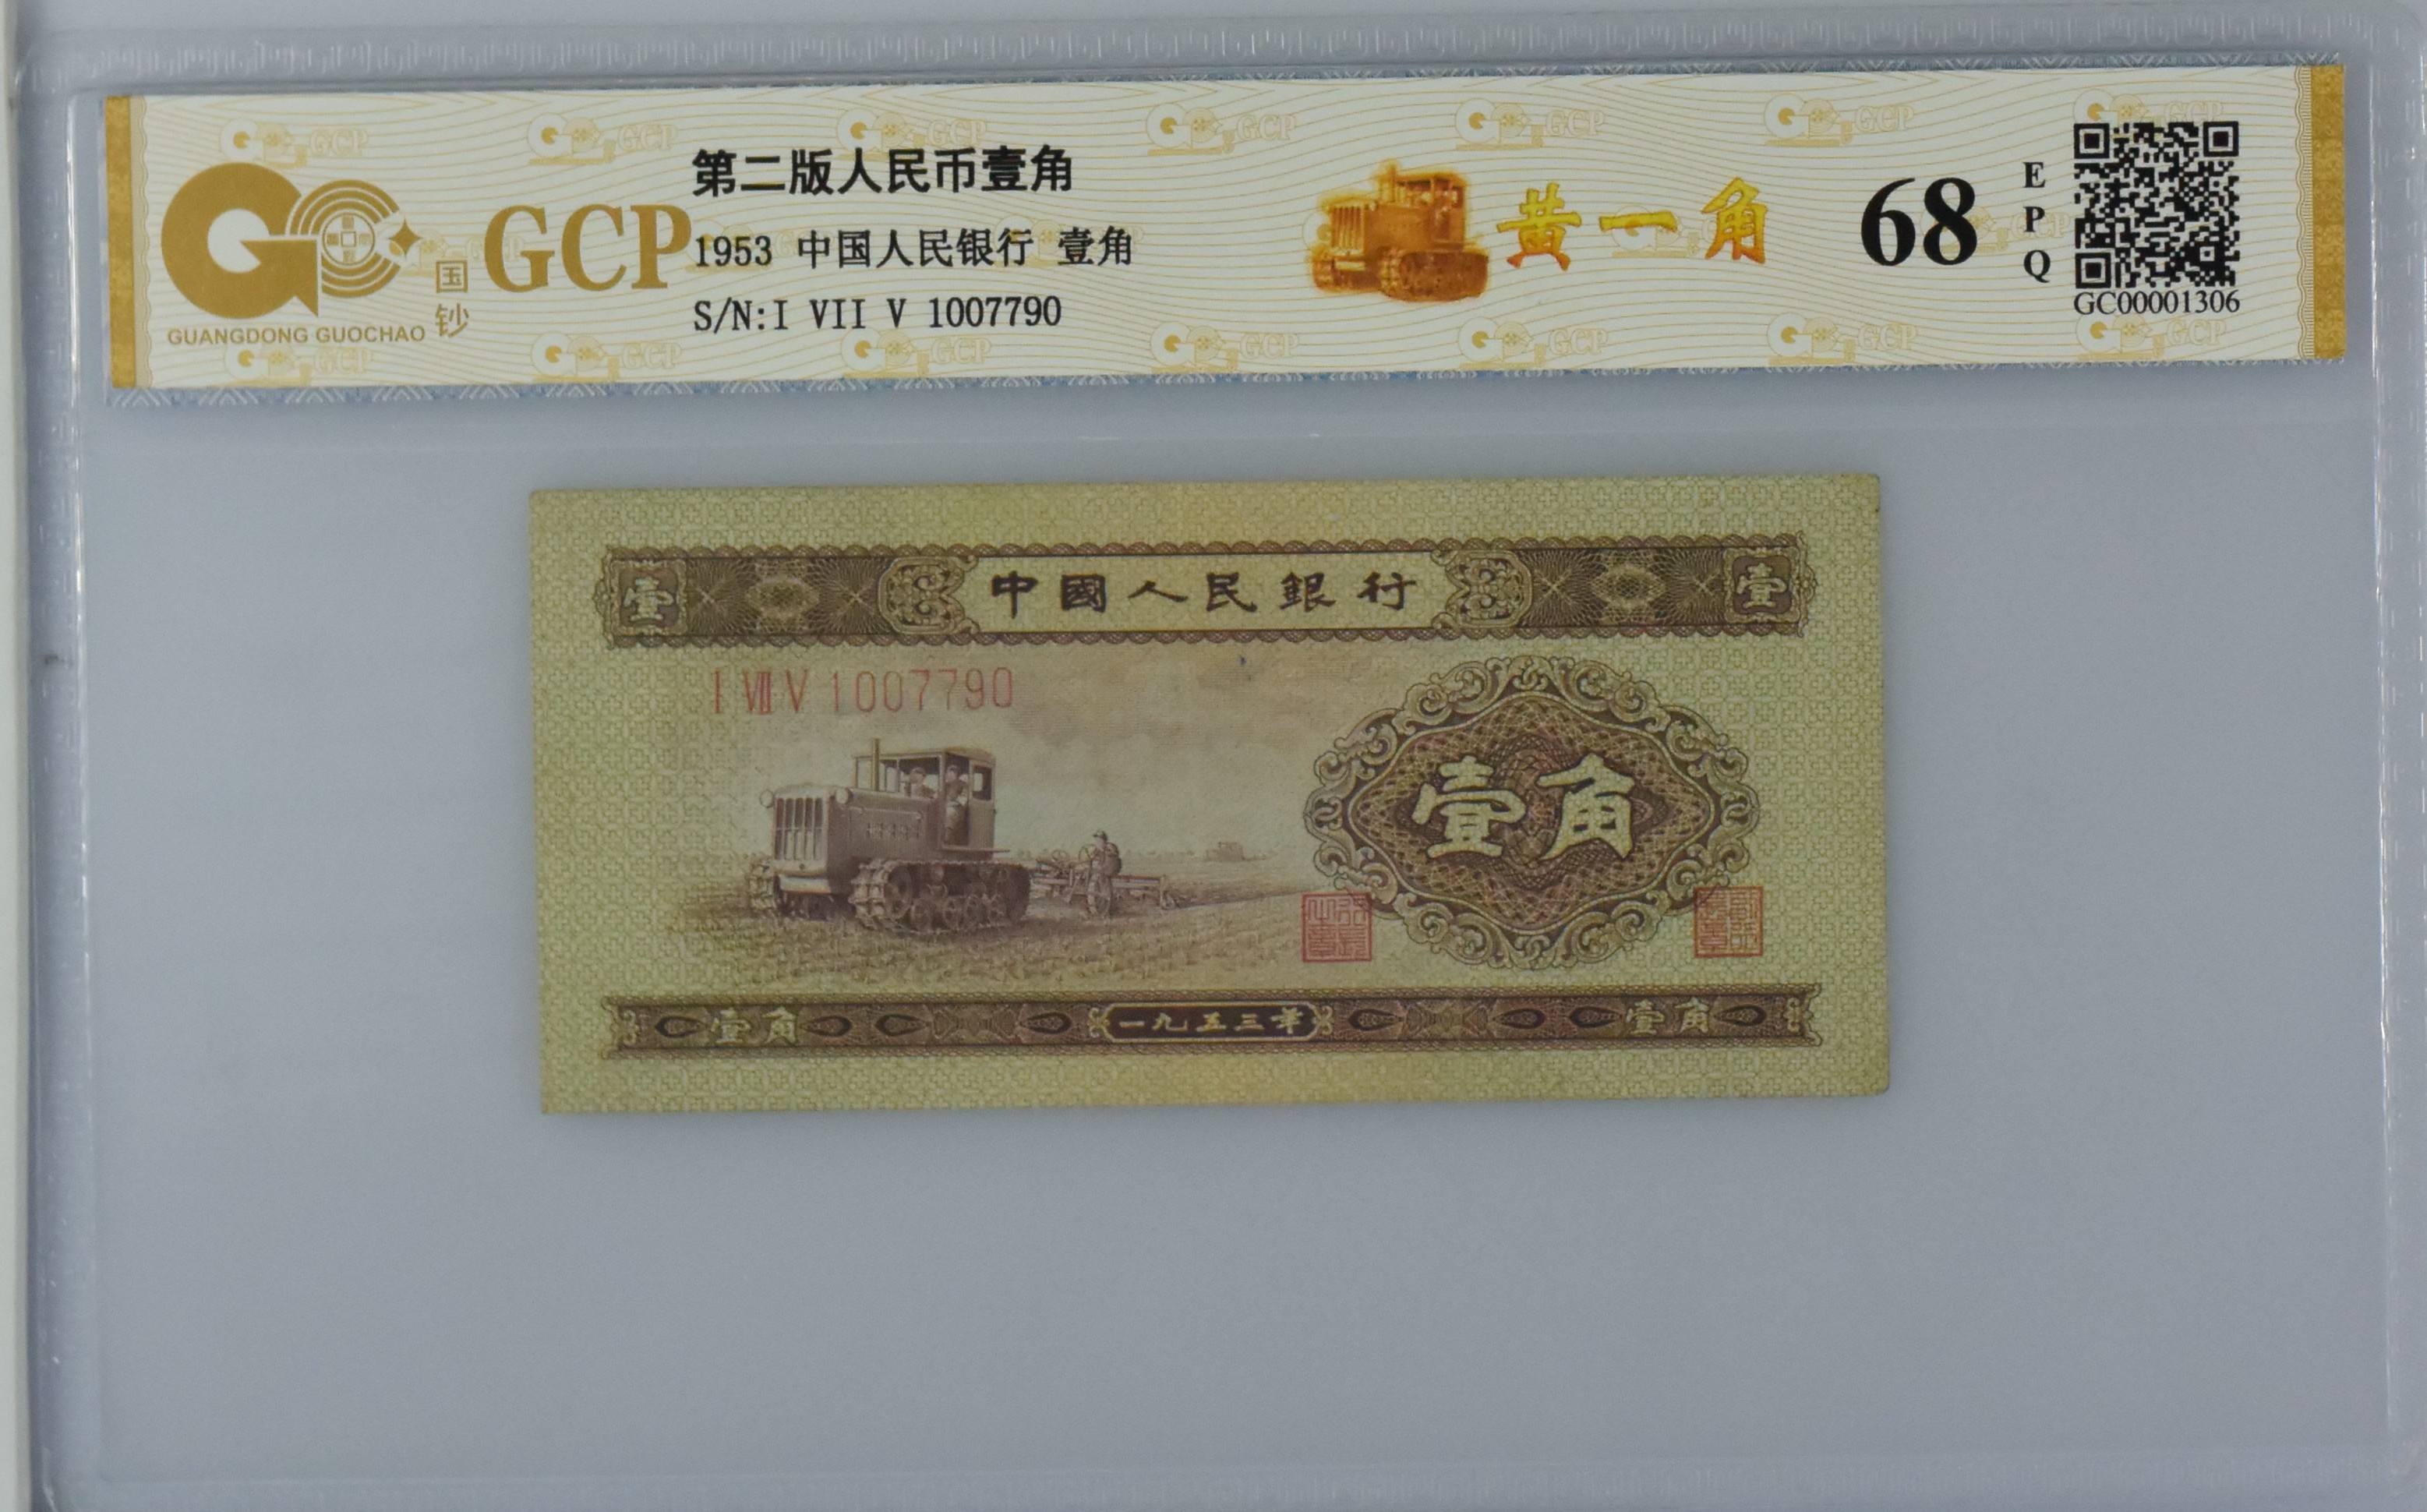 第二版人民币壹角
1953 中国人民银行 壹角
S/N:I VII V 1007790
GCP
国钞
GUANGDONG GUOCHAO
黄一角
68
EPQ
GC00001306
壹 中國人民銀行 壹
I VII V 1007790
壹角
壹角 一九五三年 壹角